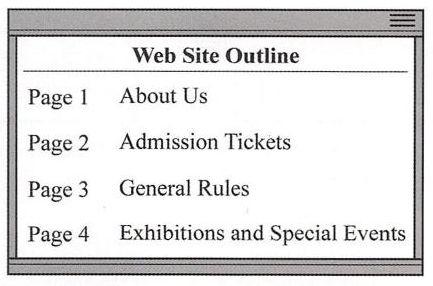 Web Site Outline
Page 1 About Us
Page 2 Admission Tickets
Page 3 General Rules
Page 4 Exhibitions and Special Events